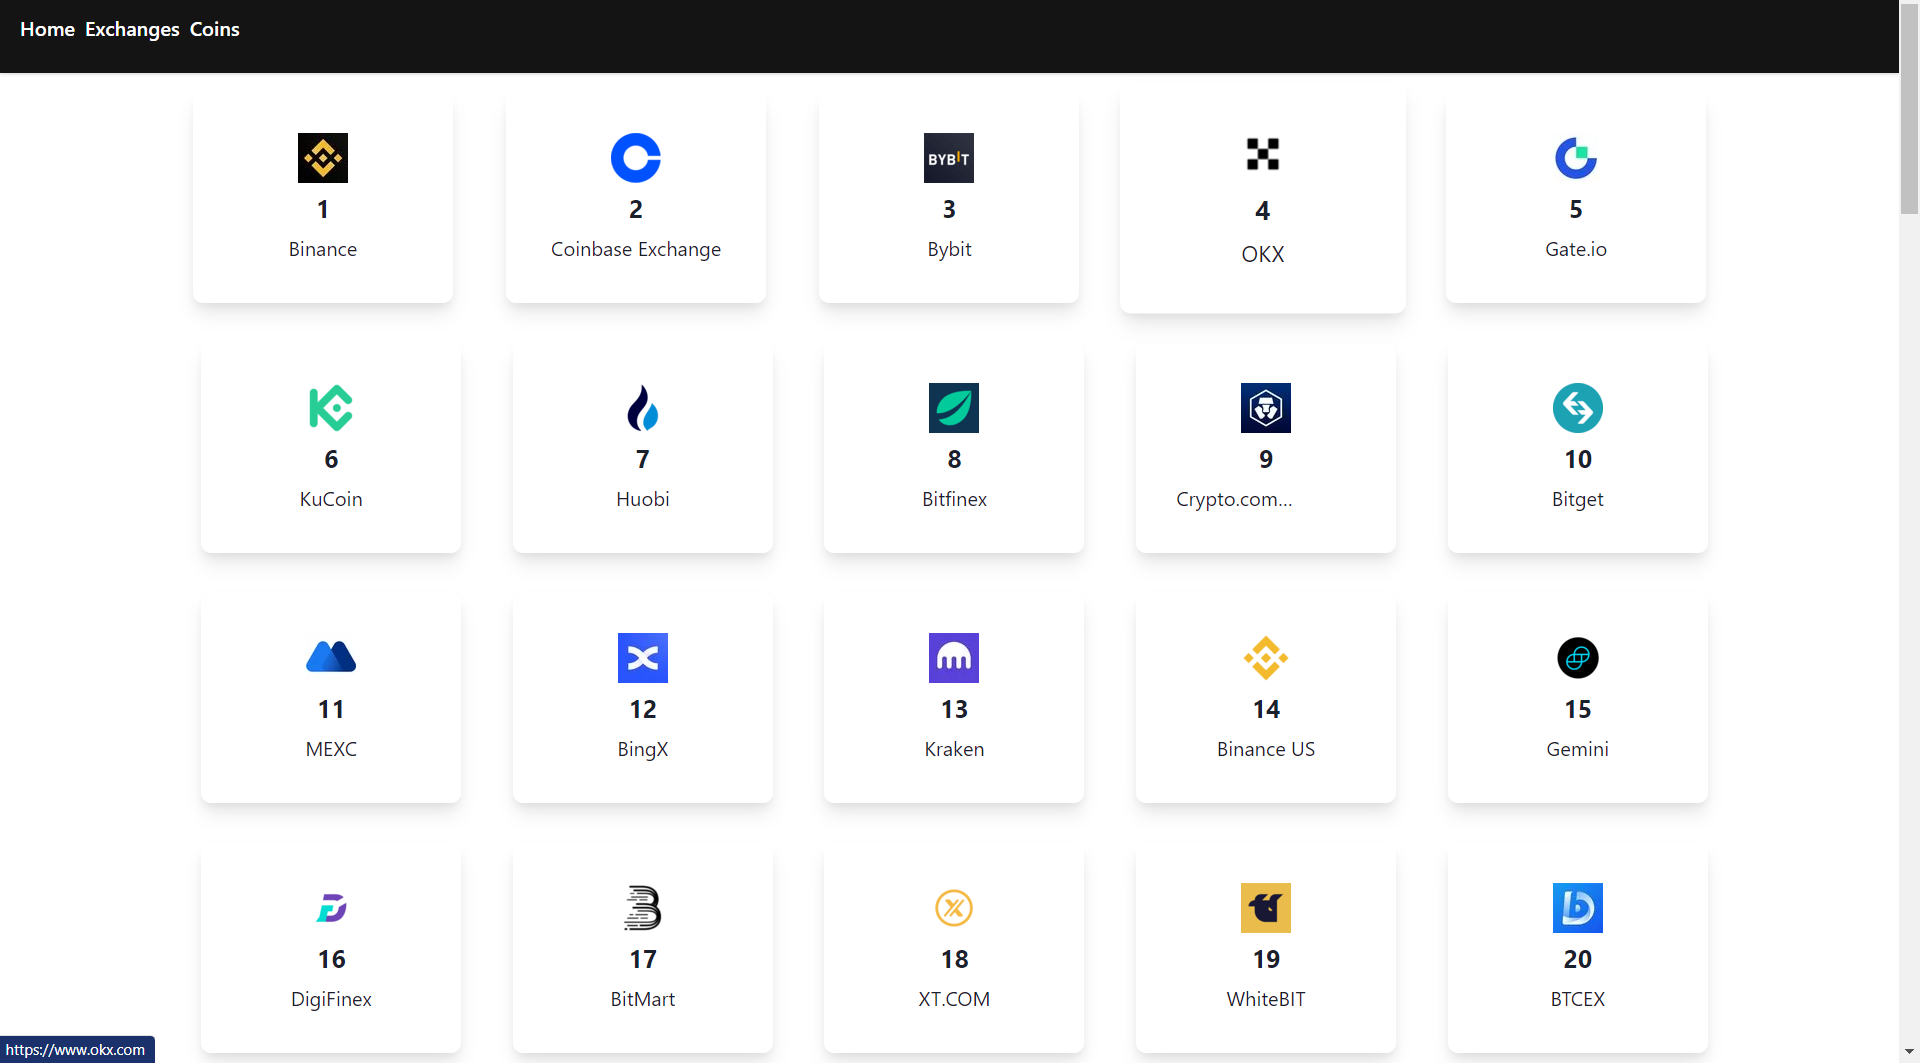 Home Exchanges Coins
BYBIT
1
2
3
4
5
Binance
Coinbase Exchange
Bybit
OKX
Gate.io
6
7
8
9
10
KuCoin
Huobi
Bitfinex
Crypto.com...
Bitget
11
12
13
14
15
MEXC
BingX
Kraken
Binance US
Gemini
16
17
18
19
20
DigiFinex
BitMart
XT.COM
WhiteBIT
BTCEX
https://www.okx.com